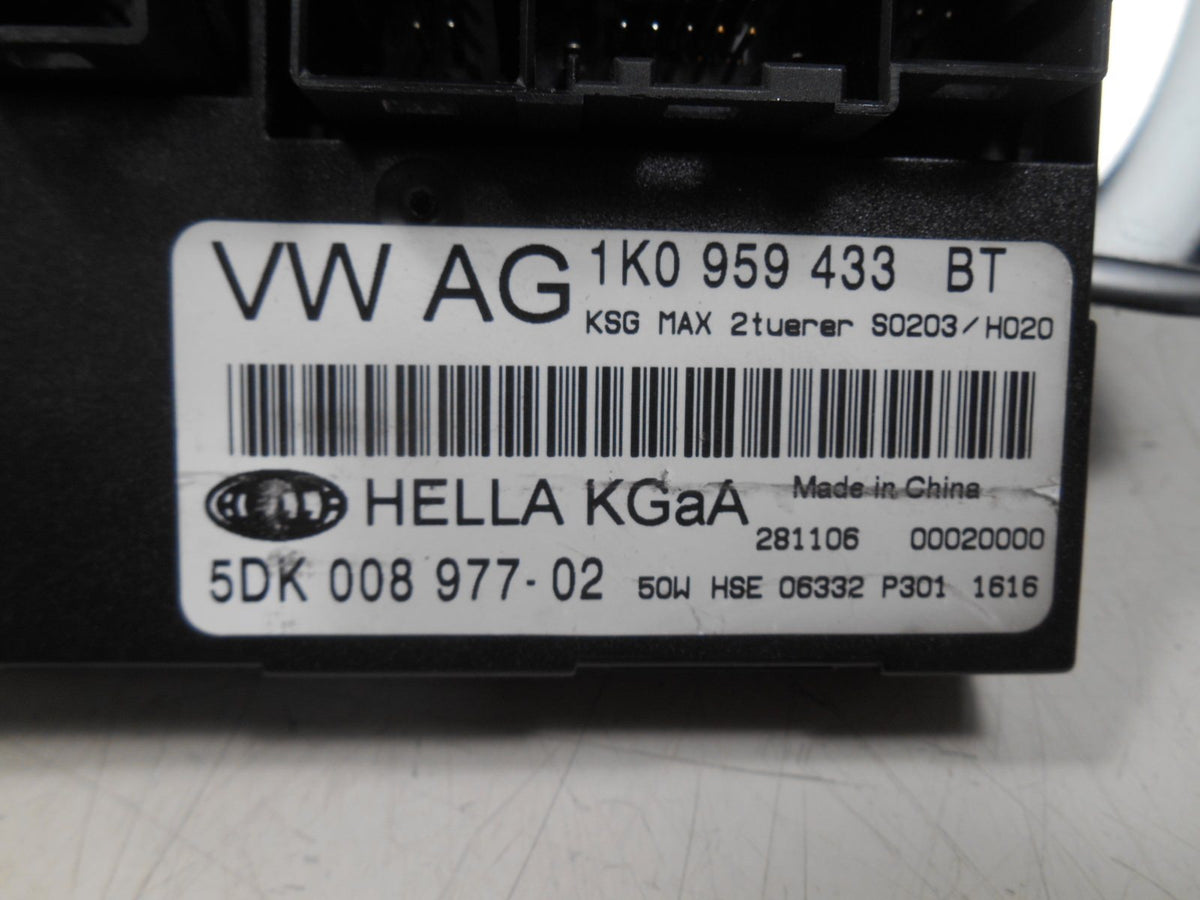 VW AG 1K0 959 433 BT
KSG MAX 2tuerer S0203/H020
HELLA
HELLA KGaA Made in China
281106 00020000
5DK 008 977-02 50W HSE 06332 P301 1616